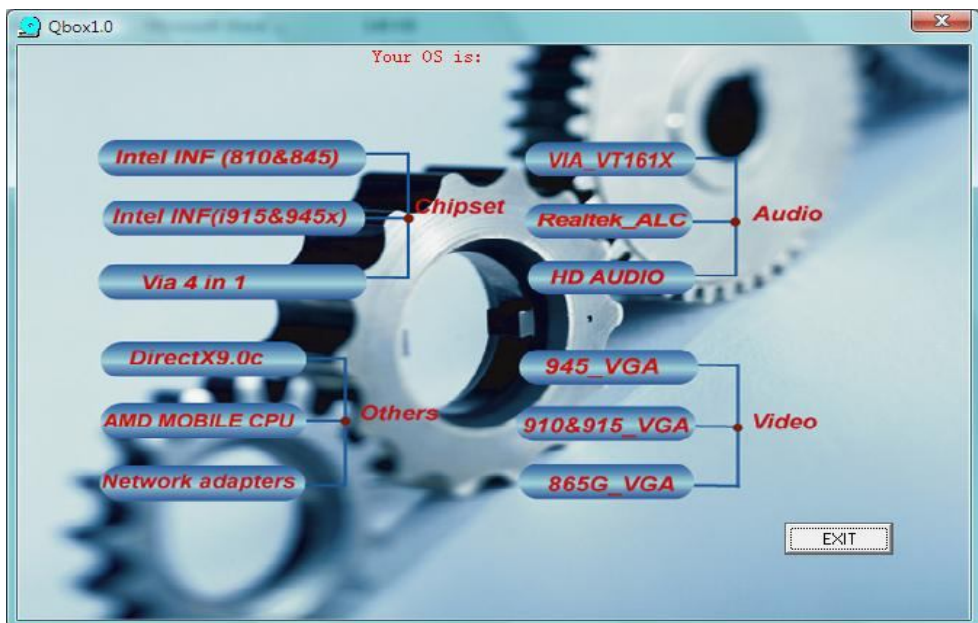 Qbox1.0
Your OS is:
Intel INF (810&845)
Intel INF(i915&945x)
Via 4 in 1
Chipset
VIA_VT161X
Realtek_ALC
HD AUDIO
Audio
DirectX9.0c
AMD MOBILE CPU
Network adapters
Others
945_VGA
910&915_VGA
865G_VGA
Video
EXIT